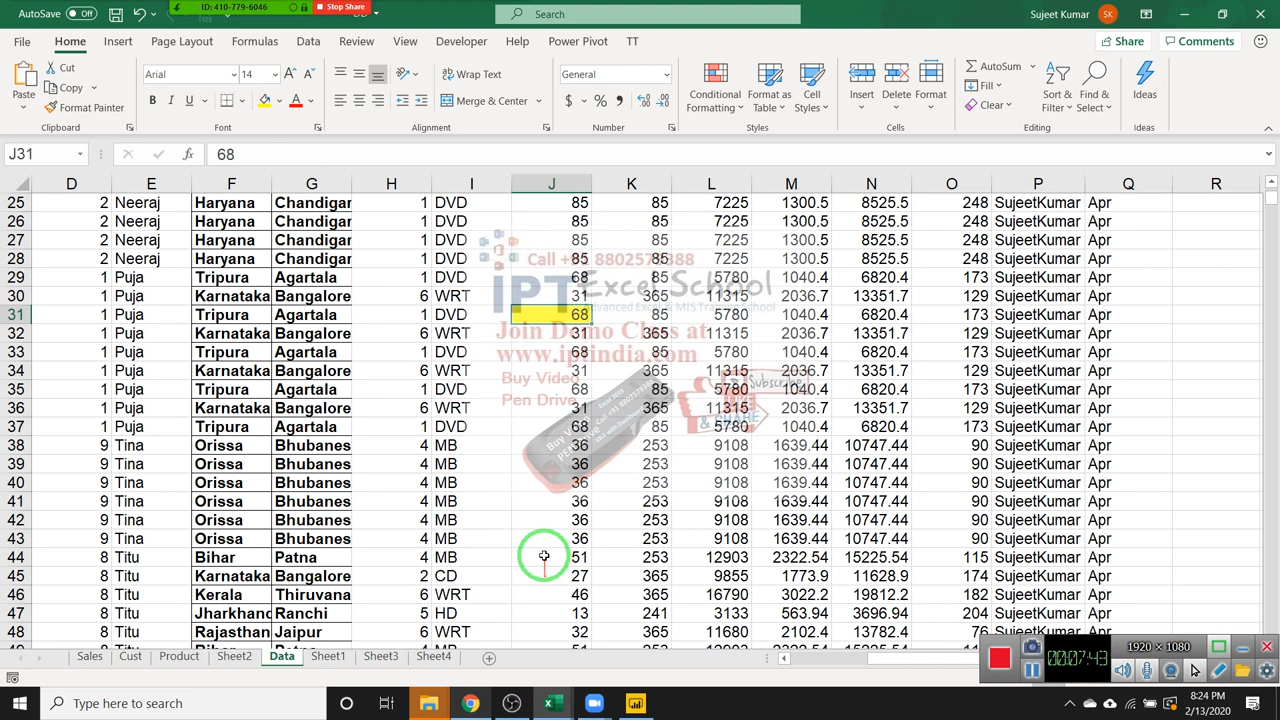 AutoSave Off ID: 410-779-6046 Stop Share Search Sujeet Kumar SK
File Home Insert Page Layout Formulas Data Review View Developer Help Power Pivot TT Share Comments
Paste Cut Copy Format Painter Clipboard
Arial 14 B I U A Font
Wrap Text Merge & Center Alignment
General $ % Number
Conditional Formatting Format as Table Cell Styles Styles
Insert Delete Format Cells
AutoSum Fill Clear Sort & Filter Find & Select Editing
Ideas Ideas
J31 fx 68
D E F G H I J K L M N O P Q R
25 2 Neeraj Haryana Chandigar 1 DVD 85 85 7225 1300.5 8525.5 248 SujeetKumar Apr
26 2 Neeraj Haryana Chandigar 1 DVD 85 85 7225 1300.5 8525.5 248 SujeetKumar Apr
27 2 Neeraj Haryana Chandigar 1 DVD 85 85 7225 1300.5 8525.5 248 SujeetKumar Apr
28 2 Neeraj Haryana Chandigar 1 DVD 85 85 7225 1300.5 8525.5 248 SujeetKumar Apr
29 1 Puja Tripura Agartala 1 DVD 68 85 5780 1040.4 6820.4 173 SujeetKumar Apr
30 1 Puja Karnataka Bangalore 6 WRT 31 365 11315 2036.7 13351.7 129 SujeetKumar Apr
31 1 Puja Tripura Agartala 1 DVD 68 85 5780 1040.4 6820.4 173 SujeetKumar Apr
32 1 Puja Karnataka Bangalore 6 WRT 31 365 11315 2036.7 13351.7 129 SujeetKumar Apr
33 1 Puja Tripura Agartala 1 DVD 68 85 5780 1040.4 6820.4 173 SujeetKumar Apr
34 1 Puja Karnataka Bangalore 6 WRT 31 365 11315 2036.7 13351.7 129 SujeetKumar Apr
35 1 Puja Tripura Agartala 1 DVD 68 85 5780 1040.4 6820.4 173 SujeetKumar Apr
36 1 Puja Karnataka Bangalore 6 WRT 31 365 11315 2036.7 13351.7 129 SujeetKumar Apr
37 1 Puja Tripura Agartala 1 DVD 68 85 5780 1040.4 6820.4 173 SujeetKumar Apr
38 9 Tina Orissa Bhubanes 4 MB 36 253 9108 1639.44 10747.44 90 SujeetKumar Apr
39 9 Tina Orissa Bhubanes 4 MB 36 253 9108 1639.44 10747.44 90 SujeetKumar Apr
40 9 Tina Orissa Bhubanes 4 MB 36 253 9108 1639.44 10747.44 90 SujeetKumar Apr
41 9 Tina Orissa Bhubanes 4 MB 36 253 9108 1639.44 10747.44 90 SujeetKumar Apr
42 9 Tina Orissa Bhubanes 4 MB 36 253 9108 1639.44 10747.44 90 SujeetKumar Apr
43 9 Tina Orissa Bhubanes 4 MB 36 253 9108 1639.44 10747.44 90 SujeetKumar Apr
44 8 Titu Bihar Patna 4 MB 51 253 12903 2322.54 15225.54 115 SujeetKumar Apr
45 8 Titu Karnataka Bangalore 2 CD 27 365 9855 1773.9 11628.9 174 SujeetKumar Apr
46 8 Titu Kerala Thiruvana 6 WRT 46 365 16790 3022.2 19812.2 182 SujeetKumar Apr
47 8 Titu Jharkhand Ranchi 5 HD 13 241 3133 563.94 3696.94 204 SujeetKumar Apr
48 8 Titu Rajasthan Jaipur 6 WRT 32 365 11680 2102.4 13782.4 76 SujeetKumar Apr
iPT Excel School
Advanced Excel & MIS Training School
Join Demo Class at
www.iptindia.com
Buy Video
Pen Drive
Subscribe
& SHARE
Sales Cust Product Sheet2 Data Sheet1 Sheet3 Sheet4
00:07:43 1920 × 1080
Type here to search
8:24 PM
2/13/2020